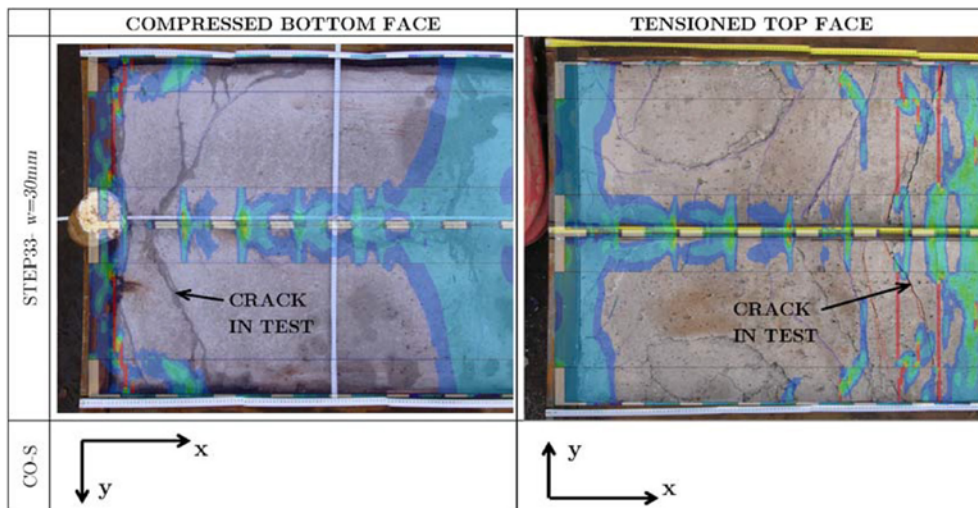 COMPRESSED BOTTOM FACE
TENSIONED TOP FACE
STEP33- w=-30mm
CRACK
IN TEST
CRACK
IN TEST
CO-S
x
y
y
x